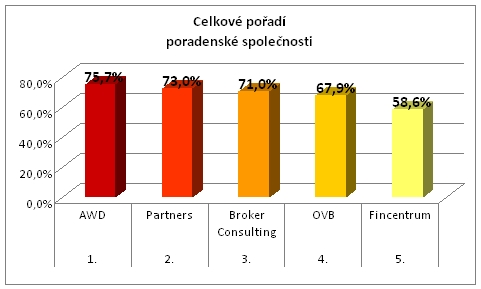 Celkové pořadí
poradenské společnosti
75,7%
73,0%
71,0%
67,9%
58,6%
80,0%
60,0%
40,0%
20,0%
0,0%
AWD Partners Broker Consulting OVB Fincentrum
1. 2. 3. 4. 5.